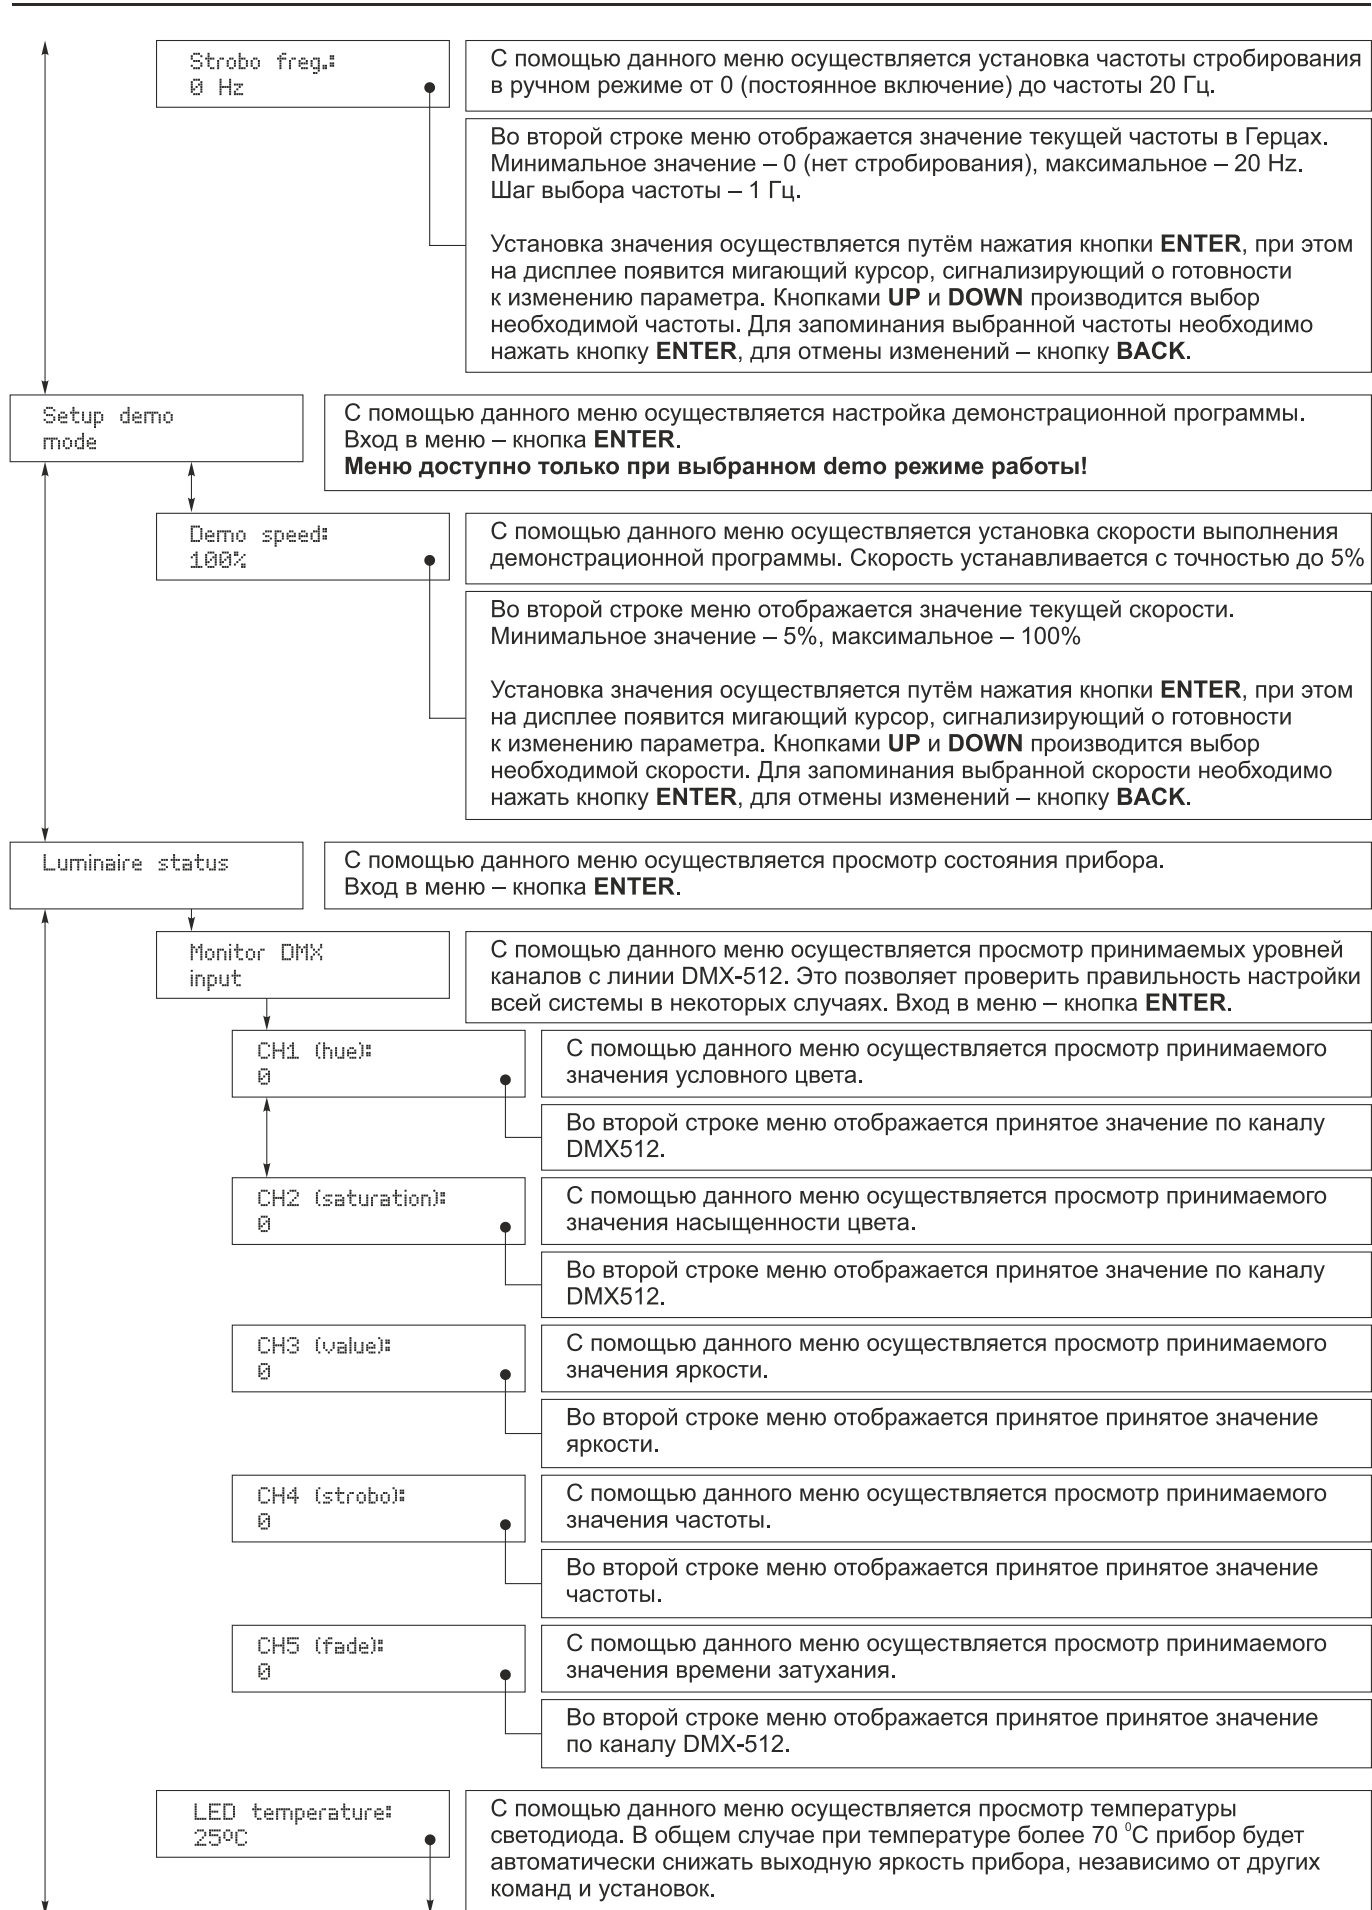 Strobo freq.:
0 Hz
С помощью данного меню осуществляется установка частоты стробирования
в ручном режиме от 0 (постоянное включение) до частоты 20 Гц.
Во второй строке меню отображается значение текущей частоты в Герцах.
Минимальное значение – 0 (нет стробирования), максимальное – 20 Hz.
Шаг выбора частоты – 1 Гц.
Установка значения осуществляется путём нажатия кнопки ENTER, при этом
на дисплее появится мигающий курсор, сигнализирующий о готовности
к изменению параметра. Кнопками UP и DOWN производится выбор
необходимой частоты. Для запоминания выбранной частоты необходимо
нажать кнопку ENTER, для отмены изменений – кнопку BACK.
Setup demo
mode
С помощью данного меню осуществляется настройка демонстрационной программы.
Вход в меню – кнопка ENTER.
Меню доступно только при выбранном demo режиме работы!
Demo speed:
100%
С помощью данного меню осуществляется установка скорости выполнения
демонстрационной программы. Скорость устанавливается с точностью до 5%
Во второй строке меню отображается значение текущей скорости.
Минимальное значение – 5%, максимальное – 100%
Установка значения осуществляется путём нажатия кнопки ENTER, при этом
на дисплее появится мигающий курсор, сигнализирующий о готовности
к изменению параметра. Кнопками UP и DOWN производится выбор
необходимой скорости. Для запоминания выбранной скорости необходимо
нажать кнопку ENTER, для отмены изменений – кнопку BACK.
Luminaire status
С помощью данного меню осуществляется просмотр состояния прибора.
Вход в меню – кнопка ENTER.
Monitor DMX
input
С помощью данного меню осуществляется просмотр принимаемых уровней
каналов с линии DMX-512. Это позволяет проверить правильность настройки
всей системы в некоторых случаях. Вход в меню – кнопка ENTER.
CH1 (hue):
0
С помощью данного меню осуществляется просмотр принимаемого
значения условного цвета.
Во второй строке меню отображается принятое значение по каналу
DMX512.
CH2 (saturation):
0
С помощью данного меню осуществляется просмотр принимаемого
значения насыщенности цвета.
Во второй строке меню отображается принятое значение по каналу
DMX512.
CH3 (value):
0
С помощью данного меню осуществляется просмотр принимаемого
значения яркости.
Во второй строке меню отображается принятое принятое значение
яркости.
CH4 (strobo):
0
С помощью данного меню осуществляется просмотр принимаемого
значения частоты.
Во второй строке меню отображается принятое принятое значение
частоты.
CH5 (fade):
0
С помощью данного меню осуществляется просмотр принимаемого
значения времени затухания.
Во второй строке меню отображается принятое принятое значение
по каналу DMX-512.
LED temperature:
25ºC
С помощью данного меню осуществляется просмотр температуры
светодиода. В общем случае при температуре более 70 ⁰С прибор будет
автоматически снижать выходную яркость прибора, независимо от других
команд и установок.